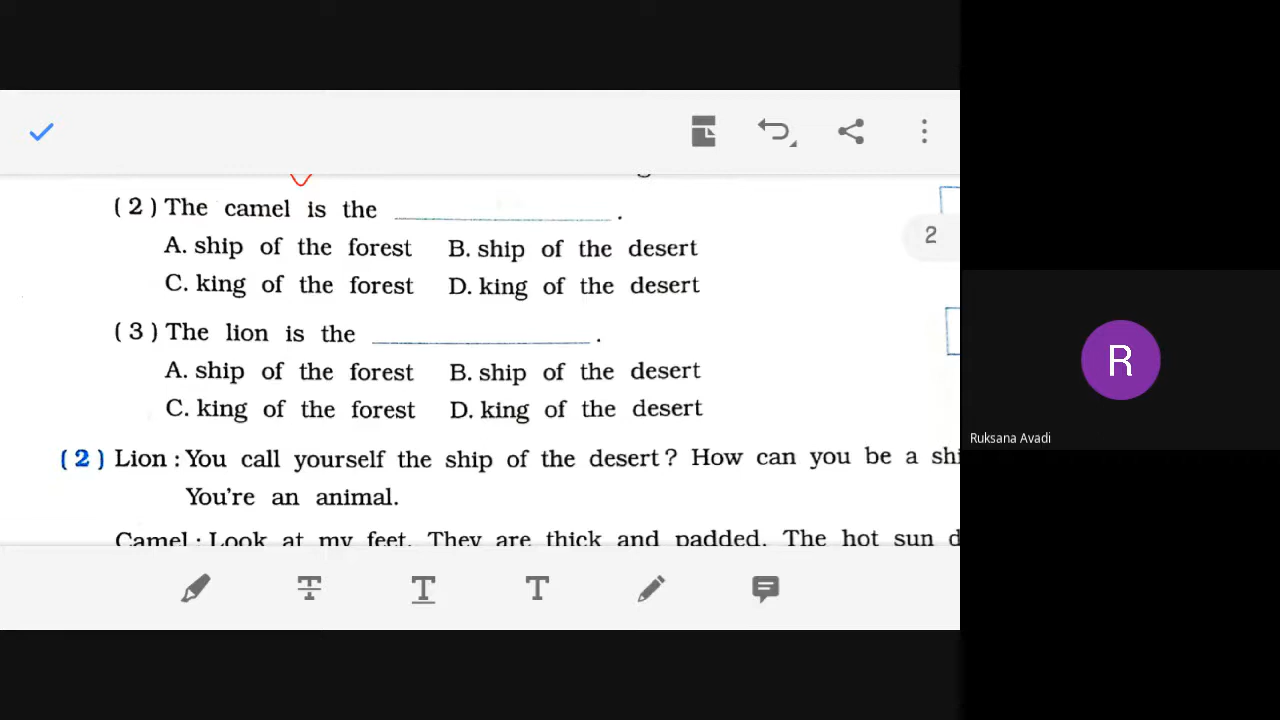 ( 2 ) The camel is the ____________ .
A. ship of the forest B. ship of the desert
C. king of the forest D. king of the desert
2
( 3 ) The lion is the ____________ .
A. ship of the forest B. ship of the desert
C. king of the forest D. king of the desert
( 2 ) Lion : You call yourself the ship of the desert? How can you be a shi
You're an animal.
Camel : Look at my feet. They are thick and padded. The hot sun d
R
Ruksana Avadi
T T T